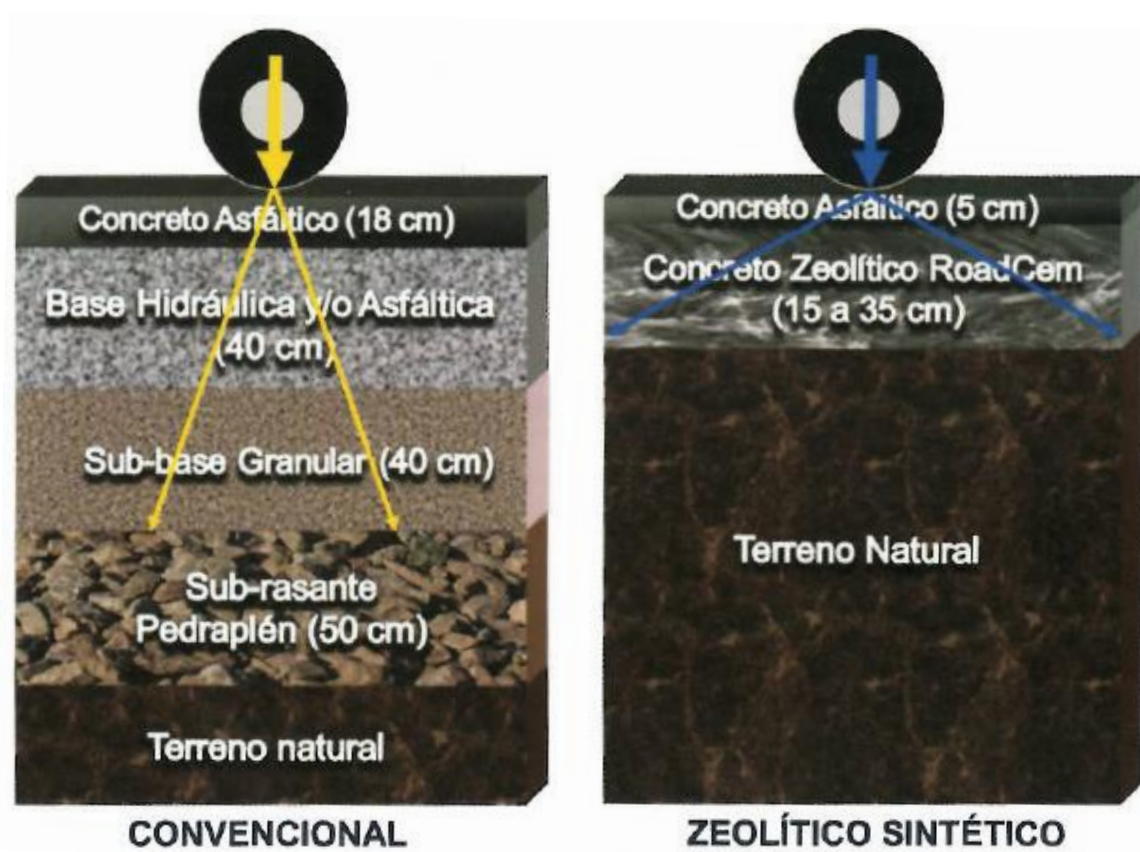 Concreto Asfáltico (18 cm)
Base Hidráulica y/o Asfáltica
(40 cm)
Sub-base Granular (40 cm)
Sub-rasante
Pedraplén (50 cm)
Terreno natural
CONVENCIONAL
Concreto Asfáltico (5 cm)
Concreto Zeolítico RoadCem
(15 a 35 cm)
Terreno Natural
ZEOLÍTICO SINTÉTICO